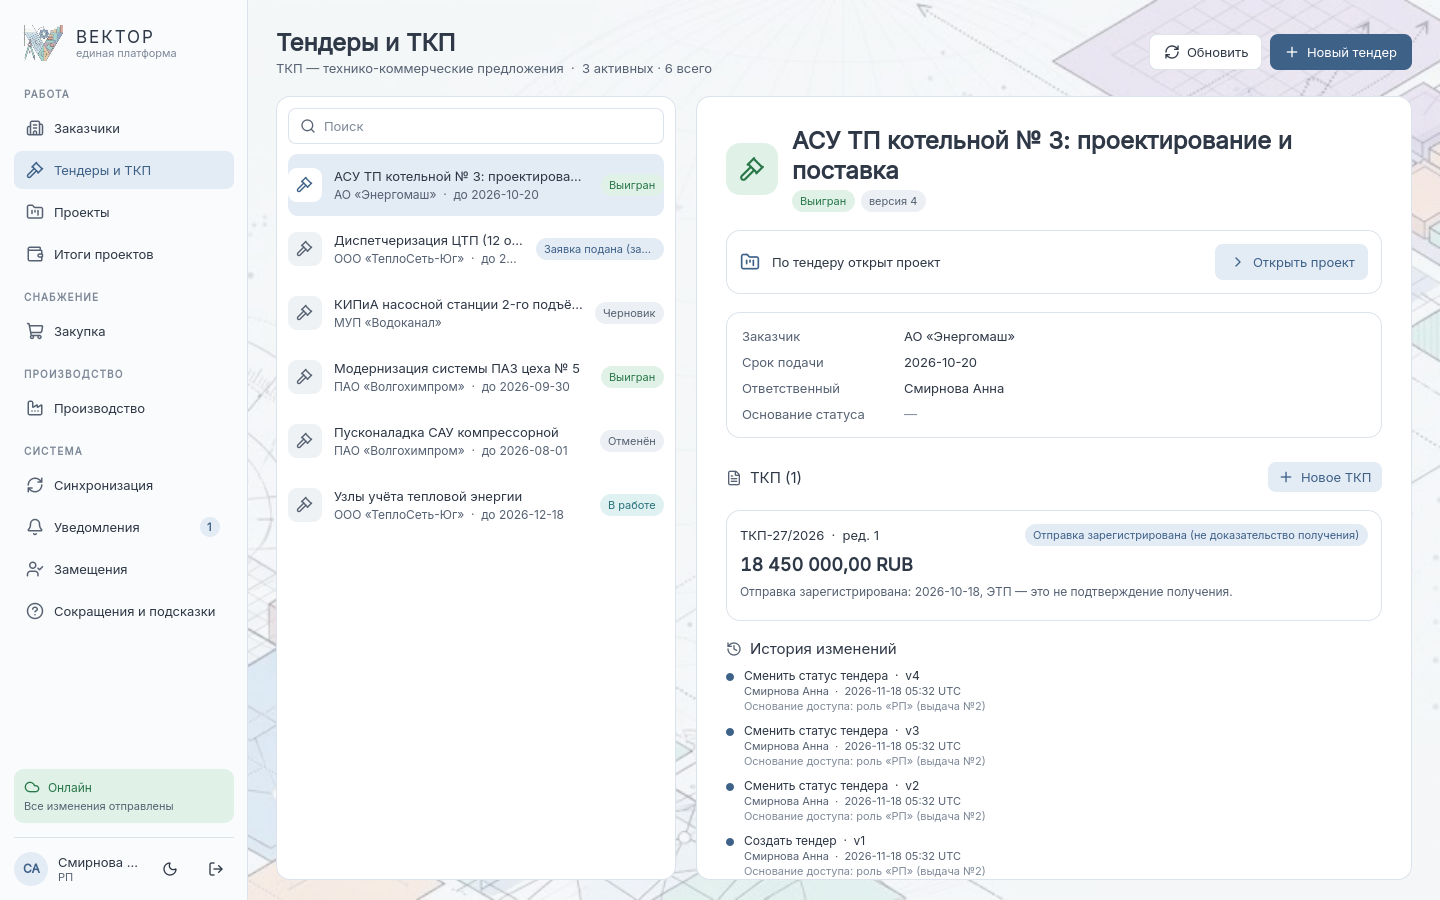 ВЕКТОР
единая платформа
РАБОТА
Заказчики
Тендеры и ТКП
Проекты
Итоги проектов
СНАБЖЕНИЕ
Закупка
ПРОИЗВОДСТВО
Производство
СИСТЕМА
Синхронизация
Уведомления 1
Замещения
Сокращения и подсказки
Онлайн
Все изменения отправлены
СА
Смирнова ...
РП
Тендеры и ТКП
ТКП — технико-коммерческие предложения · 3 активных · 6 всего
Обновить
Новый тендер
Поиск
АСУ ТП котельной № 3: проектирова...
АО «Энергомаш» · до 2026-10-20
Выигран
Диспетчеризация ЦТП (12 о...
ООО «ТеплоСеть-Юг» · до 2...
Заявка подана (за...
КИПиА насосной станции 2-го подъё...
МУП «Водоканал»
Черновик
Модернизация системы ПАЗ цеха № 5
ПАО «Волгохимпром» · до 2026-09-30
Выигран
Пусконаладка САУ компрессорной
ПАО «Волгохимпром» · до 2026-08-01
Отменён
Узлы учёта тепловой энергии
ООО «ТеплоСеть-Юг» · до 2026-12-18
В работе
АСУ ТП котельной № 3: проектирование и
поставка
Выигран
версия 4
По тендеру открыт проект
Открыть проект
Заказчик АО «Энергомаш»
Срок подачи 2026-10-20
Ответственный Смирнова Анна
Основание статуса —
ТКП (1)
Новое ТКП
ТКП-27/2026 · ред. 1
Отправка зарегистрирована (не доказательство получения)
18 450 000,00 RUB
Отправка зарегистрирована: 2026-10-18, ЭТП — это не подтверждение получения.
История изменений
Сменить статус тендера · v4
Смирнова Анна · 2026-11-18 05:32 UTC
Основание доступа: роль «РП» (выдача №2)
Сменить статус тендера · v3
Смирнова Анна · 2026-11-18 05:32 UTC
Основание доступа: роль «РП» (выдача №2)
Сменить статус тендера · v2
Смирнова Анна · 2026-11-18 05:32 UTC
Основание доступа: роль «РП» (выдача №2)
Создать тендер · v1
Смирнова Анна · 2026-11-18 05:32 UTC
Основание доступа: роль «РП» (выдача №2)